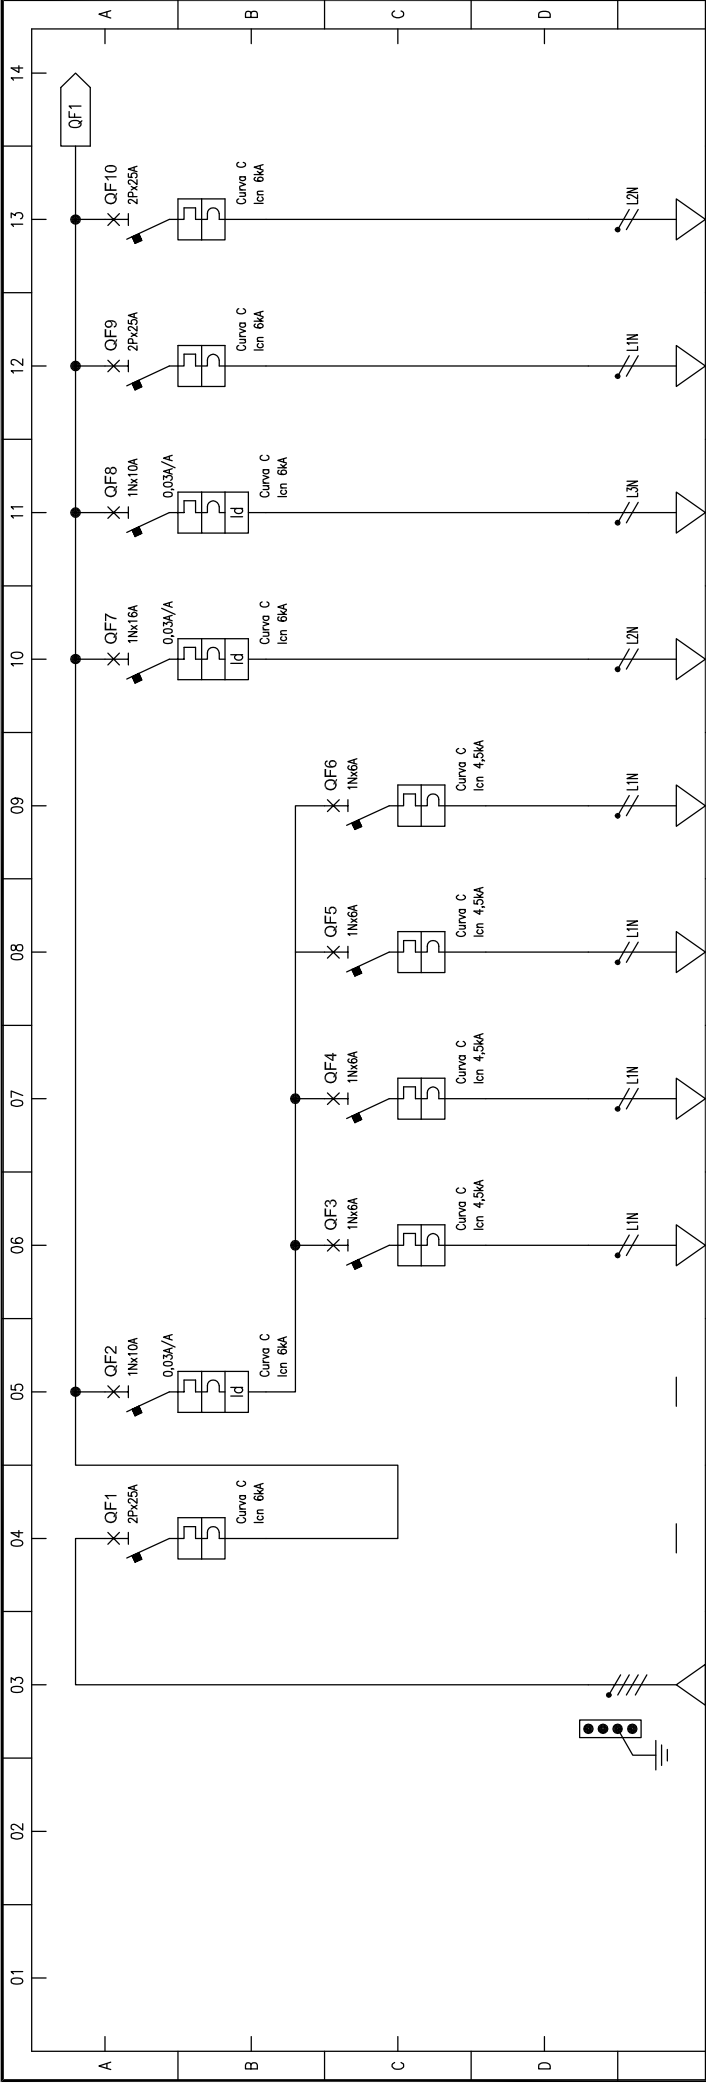 01
02
03
04
05
06
07
08
09
10
11
12
13
14
A
B
C
D
A
B
C
D
QF1
2Px25A
Curva C
Icn 6kA
QF2
1Nx10A
0,03A/A
Id
Curva C
Icn 6kA
QF3
1Nx6A
Curva C
Icn 4,5kA
L1N
QF4
1Nx6A
Curva C
Icn 4,5kA
L1N
QF5
1Nx6A
Curva C
Icn 4,5kA
L1N
QF6
1Nx6A
Curva C
Icn 4,5kA
L1N
QF7
1Nx16A
0,03A/A
Id
Curva C
Icn 6kA
L2N
QF8
1Nx10A
0,03A/A
Id
Curva C
Icn 6kA
L3N
QF9
2Px25A
Curva C
Icn 6kA
L1N
QF10
2Px25A
Curva C
Icn 6kA
L2N
QF1